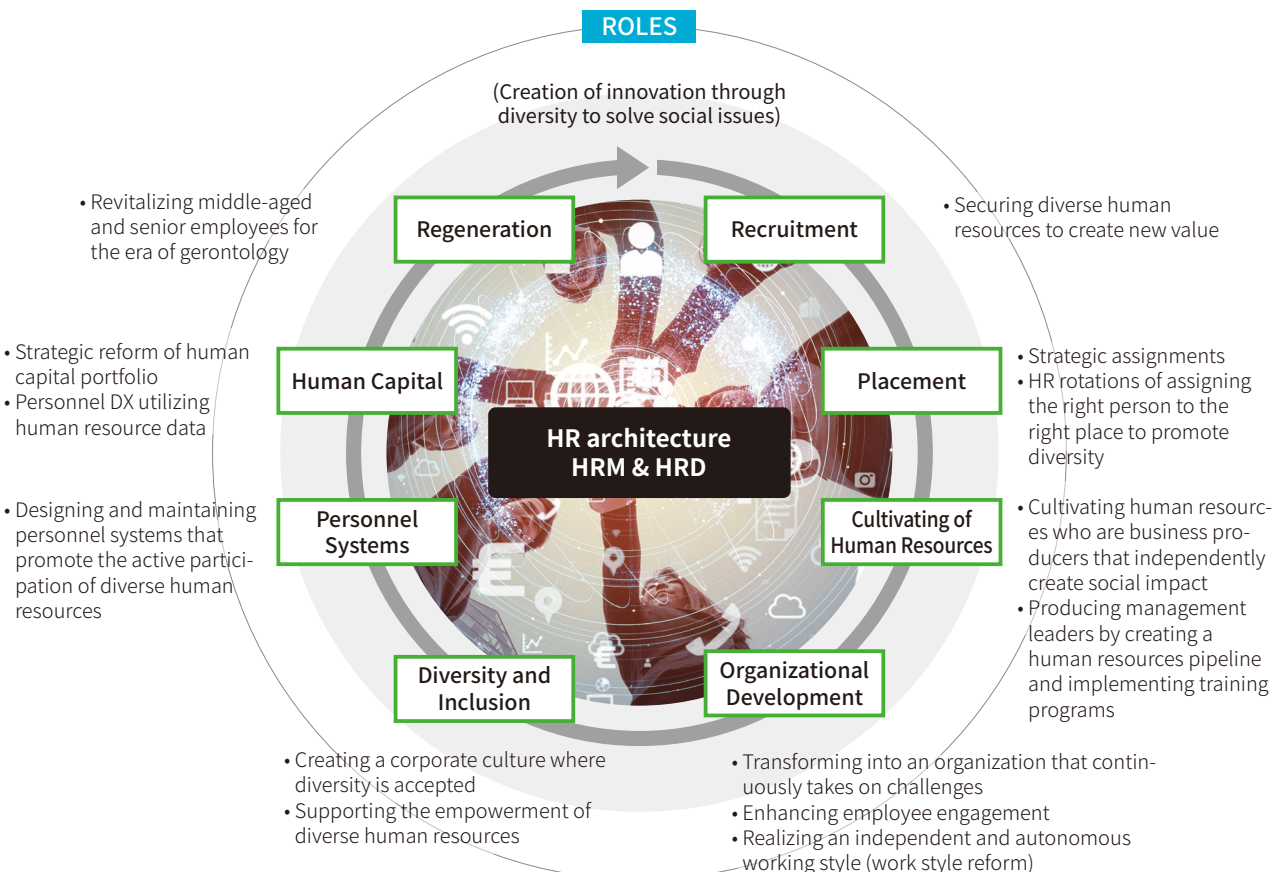 ROLES
(Creation of innovation through
diversity to solve social issues)
Regeneration
• Revitalizing middle-aged
and senior employees for
the era of gerontology
Recruitment
• Securing diverse human
resources to create new value
Human Capital
• Strategic reform of human
capital portfolio
• Personnel DX utilizing
human resource data
Placement
• Strategic assignments
• HR rotations of assigning
the right person to the
right place to promote
diversity
HR architecture
HRM & HRD
Personnel
Systems
• Designing and maintaining
personnel systems that
promote the active partici-
pation of diverse human
resources
Cultivating of
Human Resources
• Cultivating human resourc-
es who are business pro-
ducers that independently
create social impact
• Producing management
leaders by creating a
human resources pipeline
and implementing training
programs
Diversity and
Inclusion
• Creating a corporate culture where
diversity is accepted
• Supporting the empowerment of
diverse human resources
Organizational
Development
• Transforming into an organization that contin-
uously takes on challenges
• Enhancing employee engagement
• Realizing an independent and autonomous
working style (work style reform)